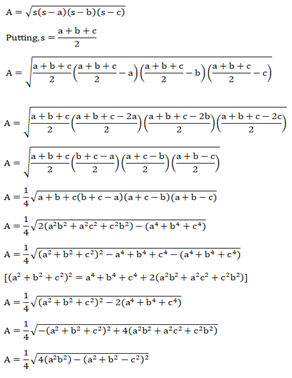 A = √(s(s − a)(s − b)(s − c))
Putting, s = (a + b + c)/2
A = √((a + b + c)/2 ((a + b + c)/2 − a) ((a + b + c)/2 − b) ((a + b + c)/2 − c))
A = √((a + b + c)/2 ((a + b + c − 2a)/2) ((a + b + c − 2b)/2) ((a + b + c − 2c)/2))
A = √((a + b + c)/2 ((b + c − a)/2) ((a + c − b)/2) ((a + b − c)/2))
A = 1/4 √(a + b + c(b + c − a)(a + c − b)(a + b − c))
A = 1/4 √(2(a²b² + a²c² + c²b²) − (a⁴ + b⁴ + c⁴))
A = 1/4 √((a² + b² + c²)² − a⁴ + b⁴ + c⁴ − (a⁴ + b⁴ + c⁴))
[(a² + b² + c²)² = a⁴ + b⁴ + c⁴ + 2(a²b² + a²c² + c²b²)]
A = 1/4 √((a² + b² + c²)² − 2(a⁴ + b⁴ + c⁴))
A = 1/4 √(−(a² + b² + c²)² + 4(a²b² + a²c² + c²b²))
A = 1/4 √(4(a²b²) − (a² + b² − c²)²)